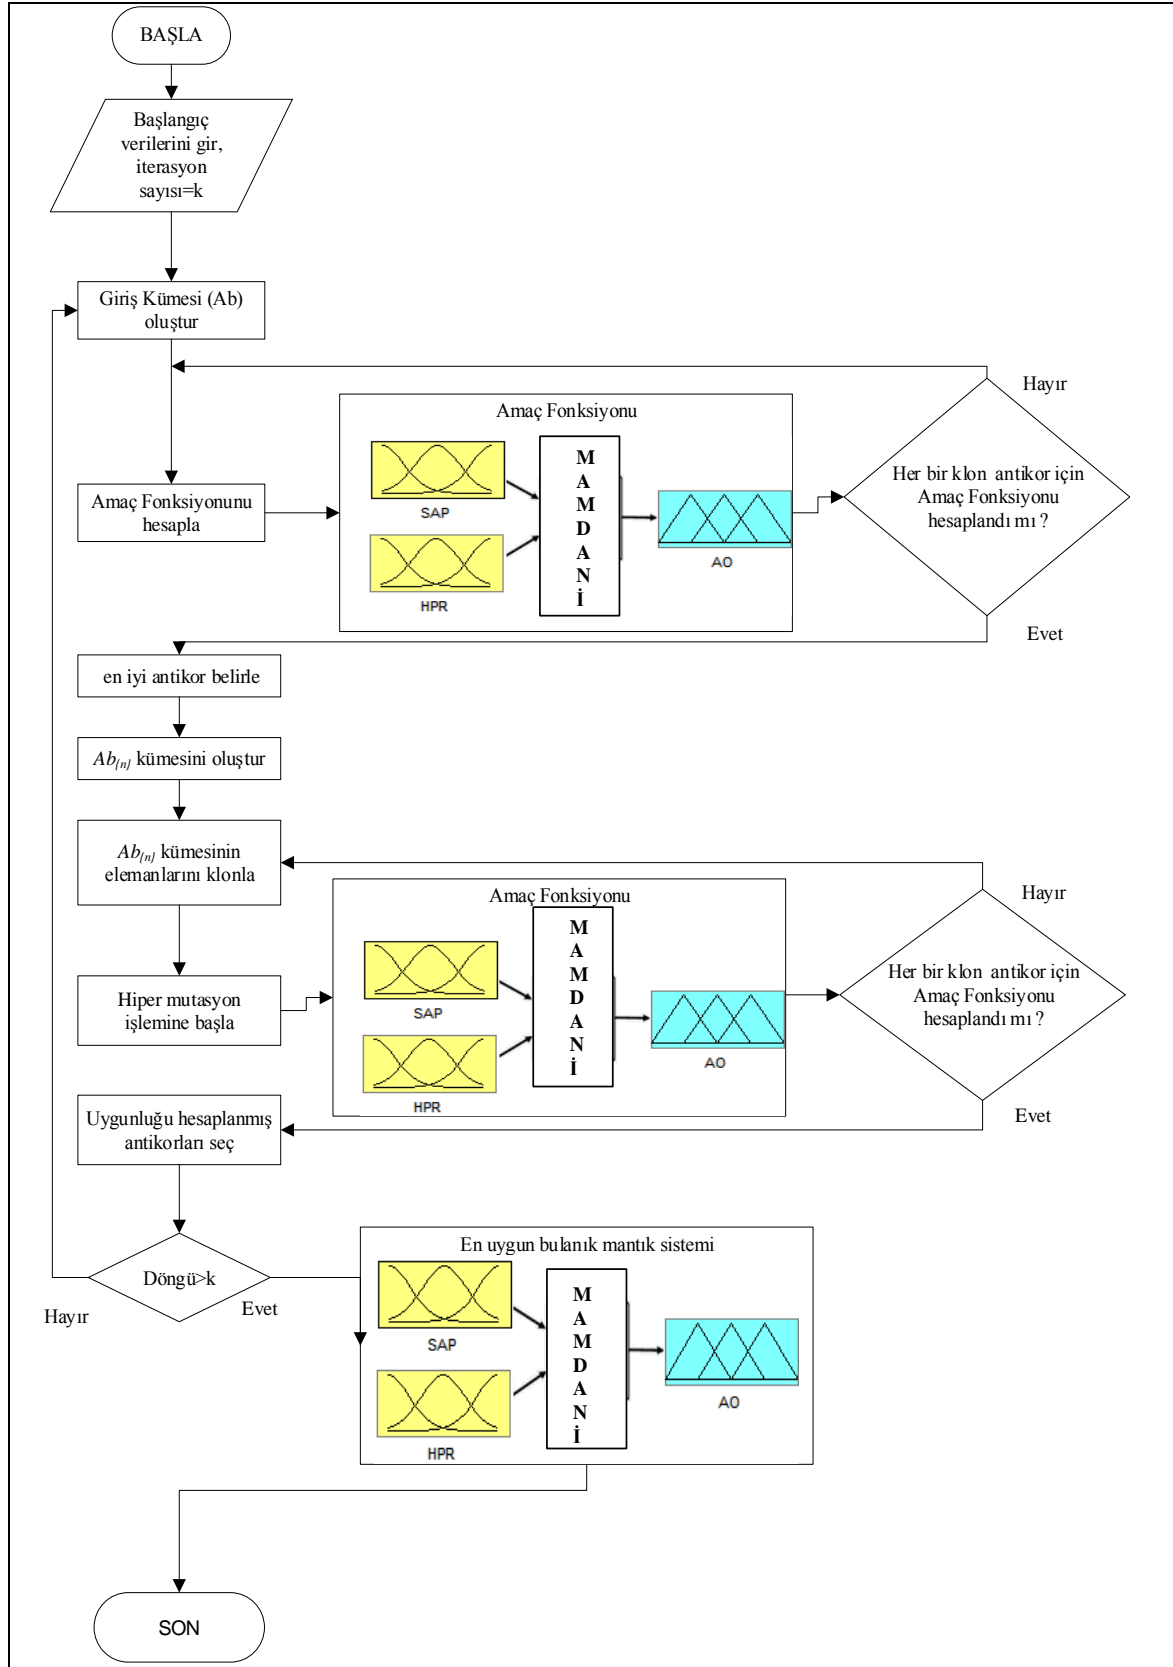 BAŞLA
Başlangıç
verilerini gir,
iterasyon
sayısı=k
Giriş Kümesi (Ab)
oluştur
Hayır
Amaç Fonksiyonu
Her bir klon antikor için
Amaç Fonksiyonu
hesaplandı mı ?
Amaç Fonksiyonunu
hesapla
SAP
HPR
M
A
M
D
A
N
İ
AO
Evet
en iyi antikor belirle
Ab{n} kümesini oluştur
Ab{n} kümesinin
elemanlarını klonla
Hayır
Amaç Fonksiyonu
Her bir klon antikor için
Amaç Fonksiyonu
hesaplandı mı ?
Hiper mutasyon
işlemine başla
SAP
HPR
M
A
M
D
A
N
İ
AO
Evet
Uygunluğu hesaplanmış
antikorları seç
Döngü>k
Hayır
Evet
En uygun bulanık mantık sistemi
SAP
HPR
M
A
M
D
A
N
İ
AO
SON